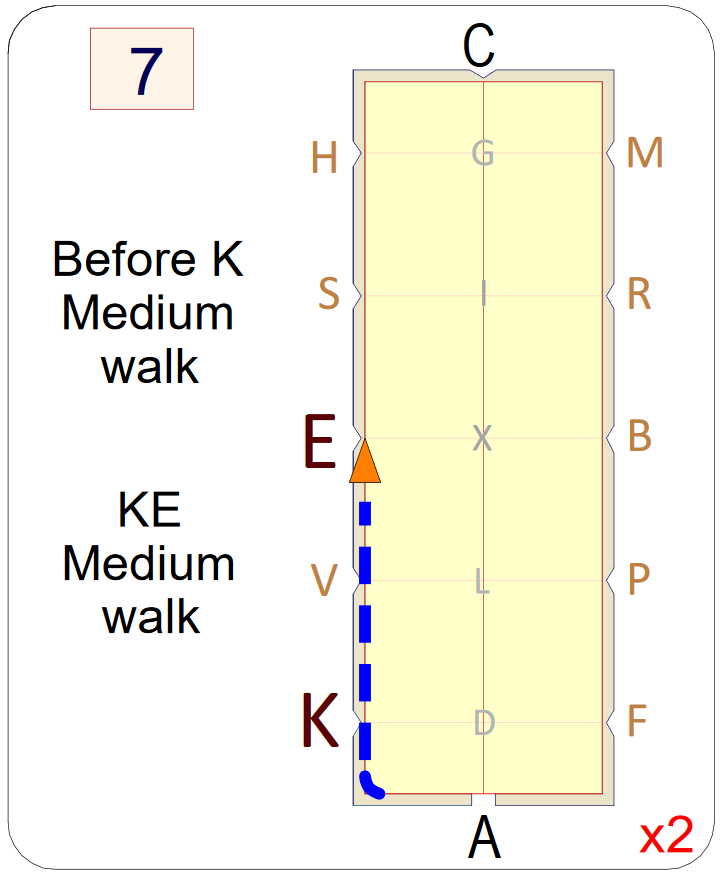 7
C
H G M
Before K
Medium
walk
S I R
E X B
KE
Medium
walk
V L P
K D F
A
x2